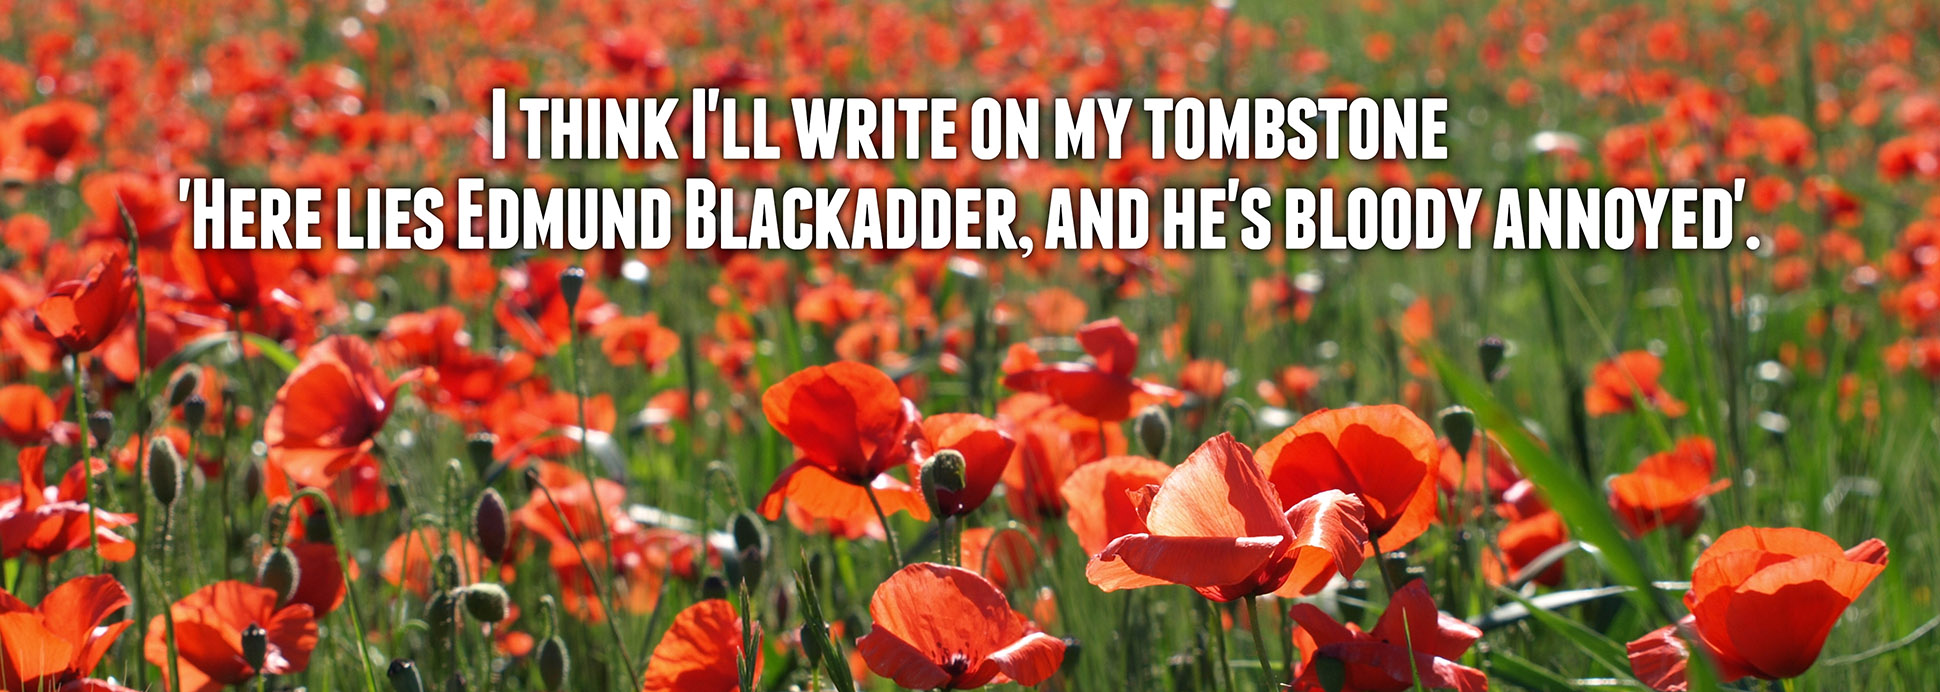 I think I'll write on my tombstone
'Here lies Edmund Blackadder, and he's bloody annoyed'.